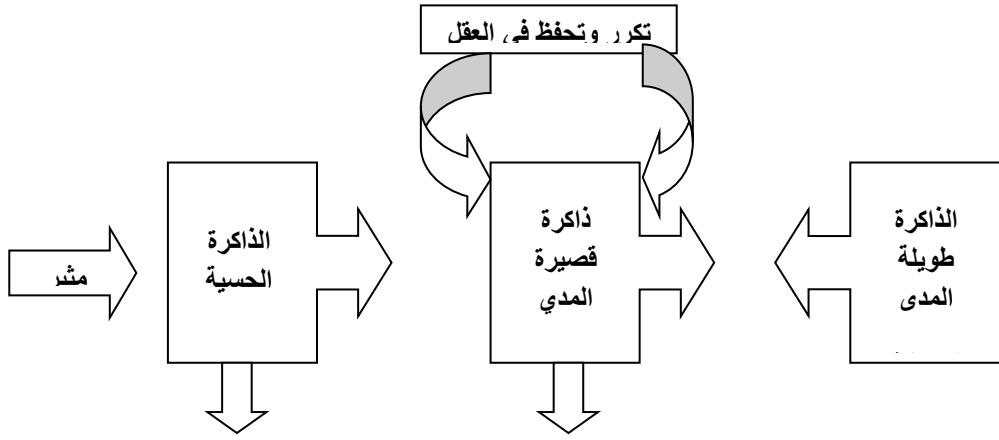 تكرر وتحفظ في العقل
مثير
الذاكرة
الحسية
ذاكرة
قصيرة
المدي
الذاكرة
طويلة
المدى